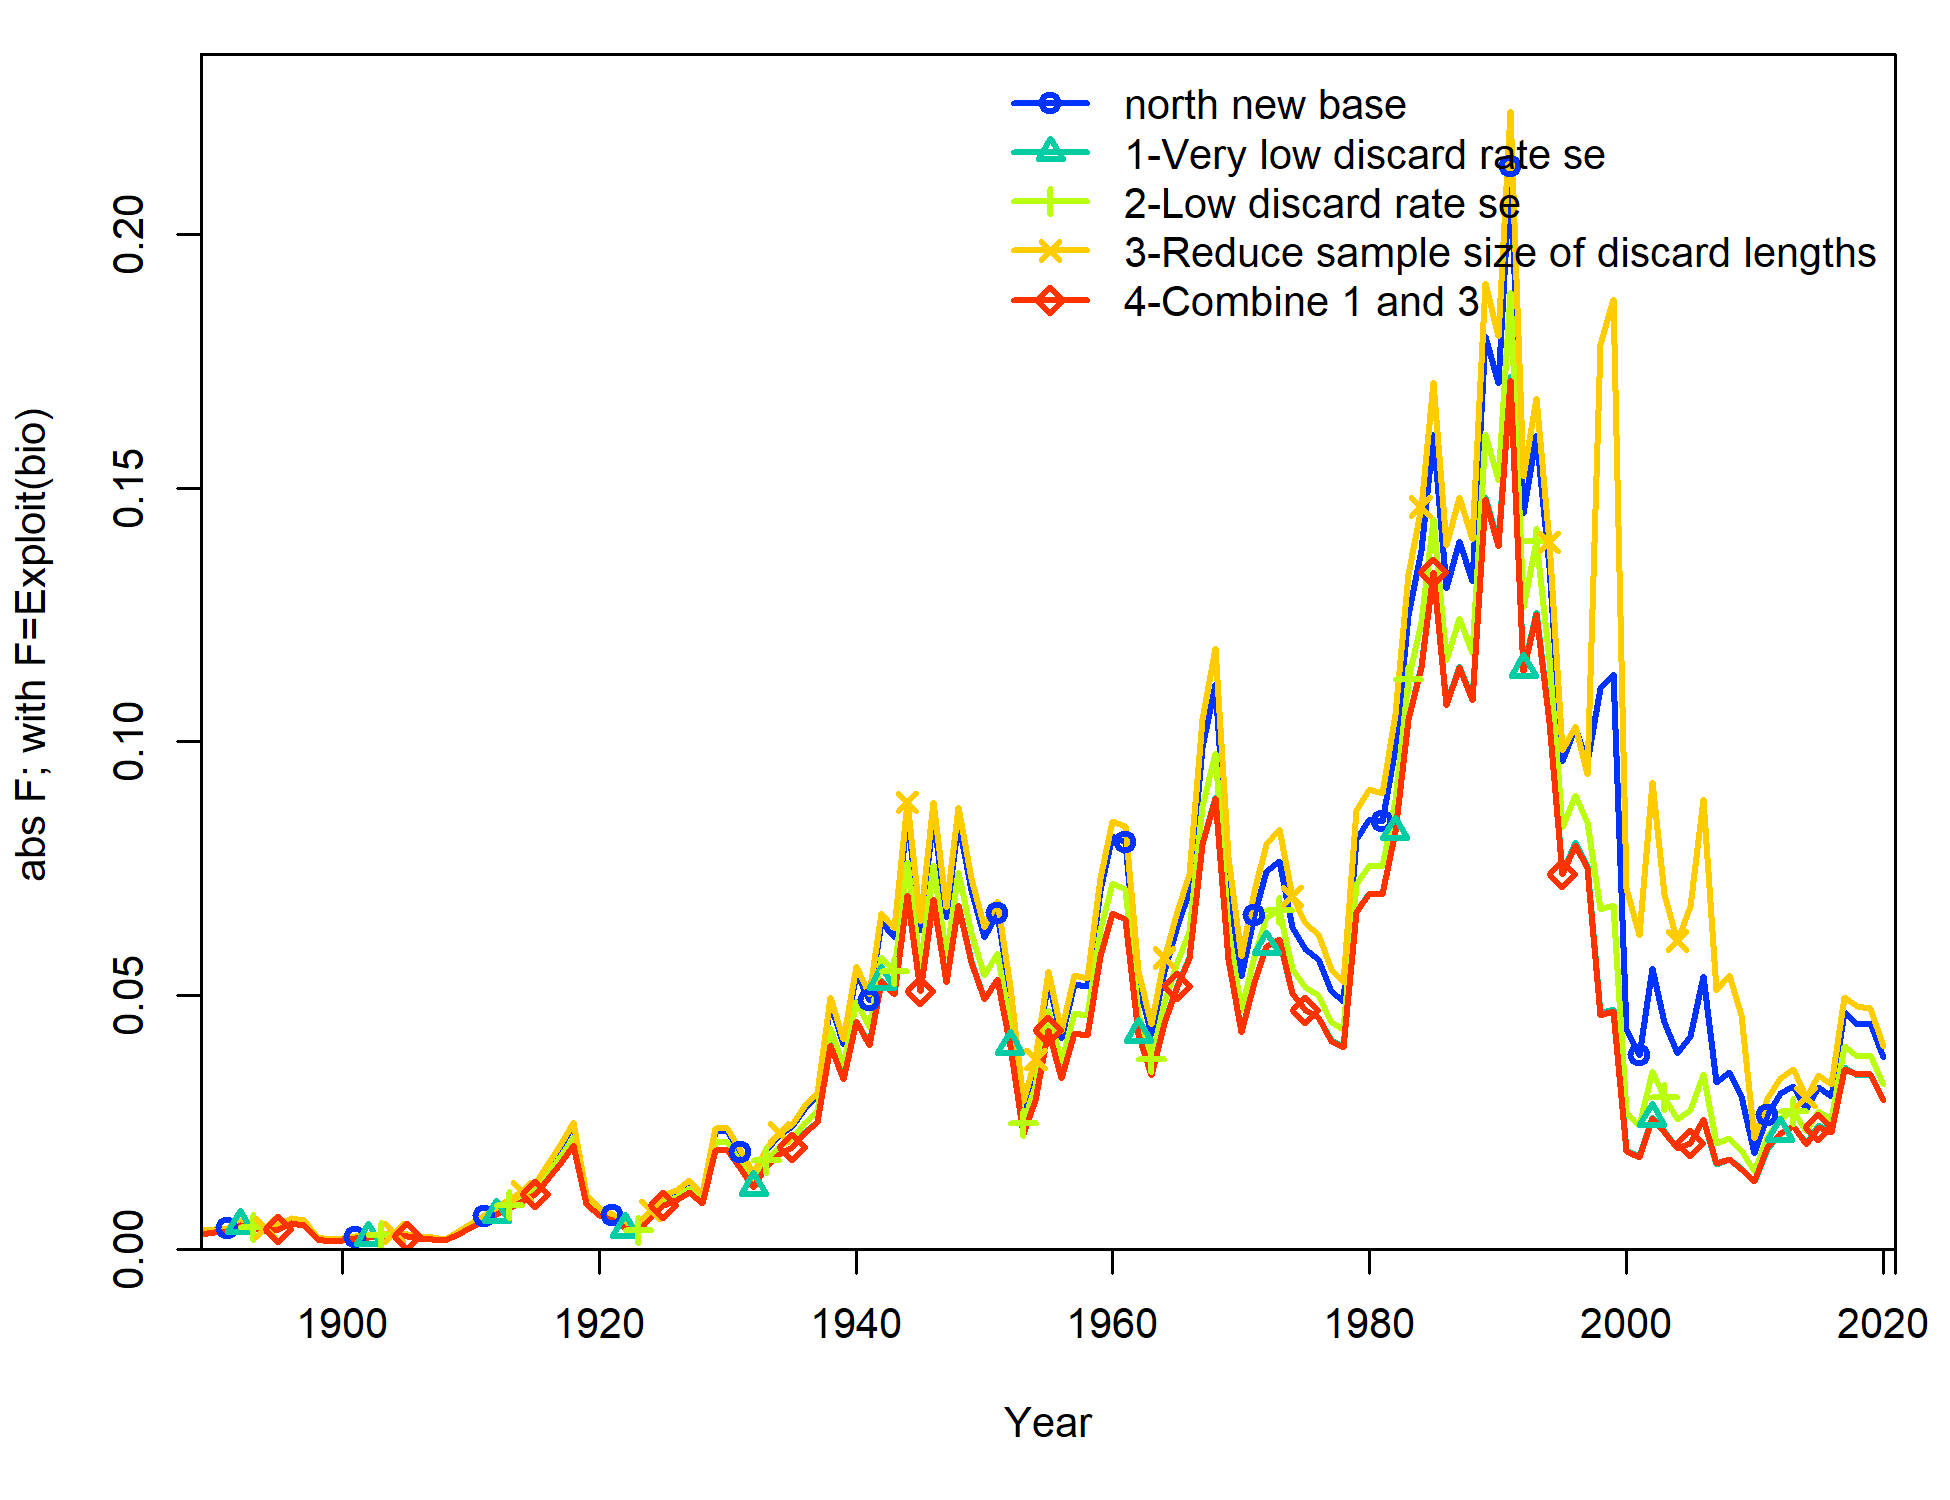 north new base
1-Very low discard rate se
2-Low discard rate se
3-Reduce sample size of discard lengths
4-Combine 1 and 3
abs F; with F=Exploit(bio)
0.20
0.15
0.10
0.05
0.00
1900 1920 1940 1960 1980 2000 2020
Year